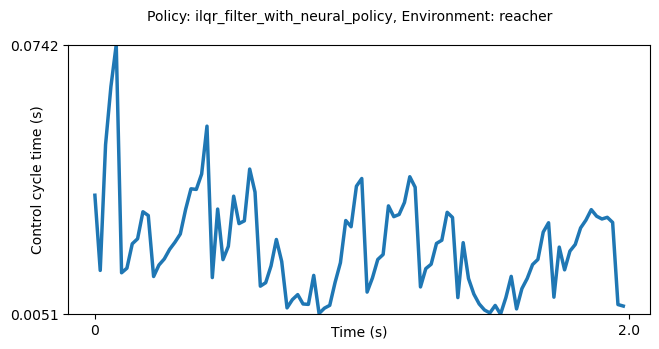 Policy: ilqr_filter_with_neural_policy, Environment: reacher
0.0742
Control cycle time (s)
0.0051
0
Time (s)
2.0